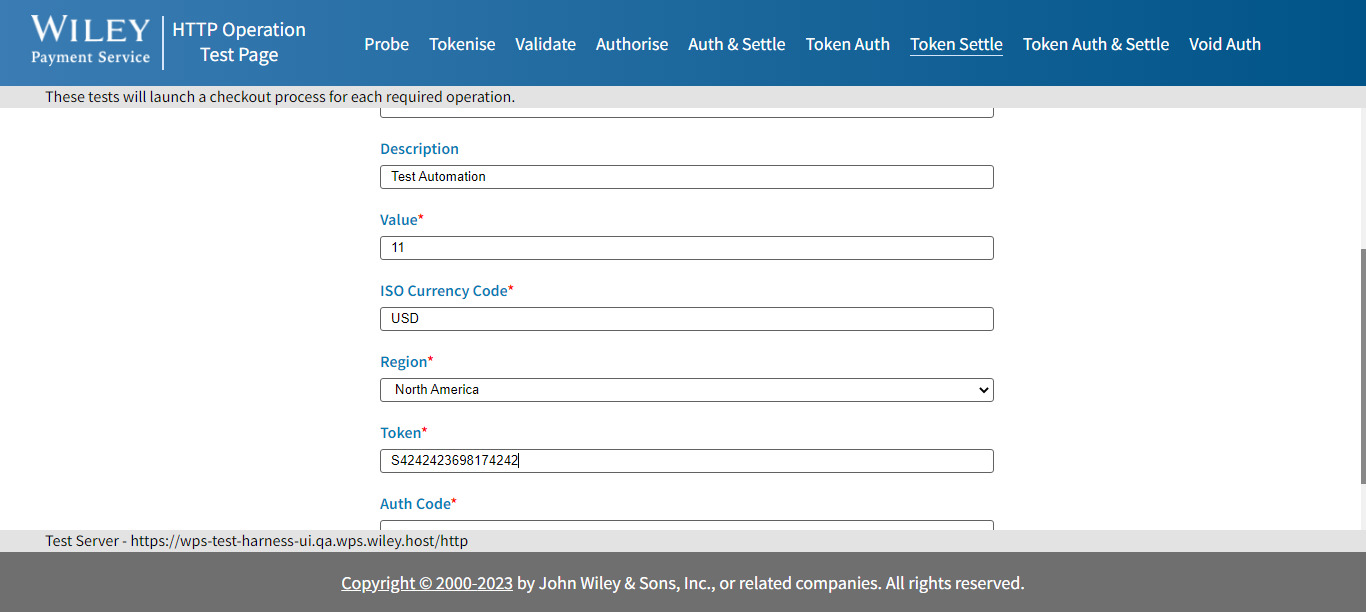 WILEY
Payment Service
HTTP Operation
Test Page
Probe Tokenise Validate Authorise Auth & Settle Token Auth Token Settle Token Auth & Settle Void Auth
These tests will launch a checkout process for each required operation.
Description
Test Automation
Value*
11
ISO Currency Code*
USD
Region*
North America
Token*
S4242423698174242
Auth Code*
Test Server - https://wps-test-harness-ui.qa.wps.wiley.host/http
Copyright © 2000-2023 by John Wiley & Sons, Inc., or related companies. All rights reserved.